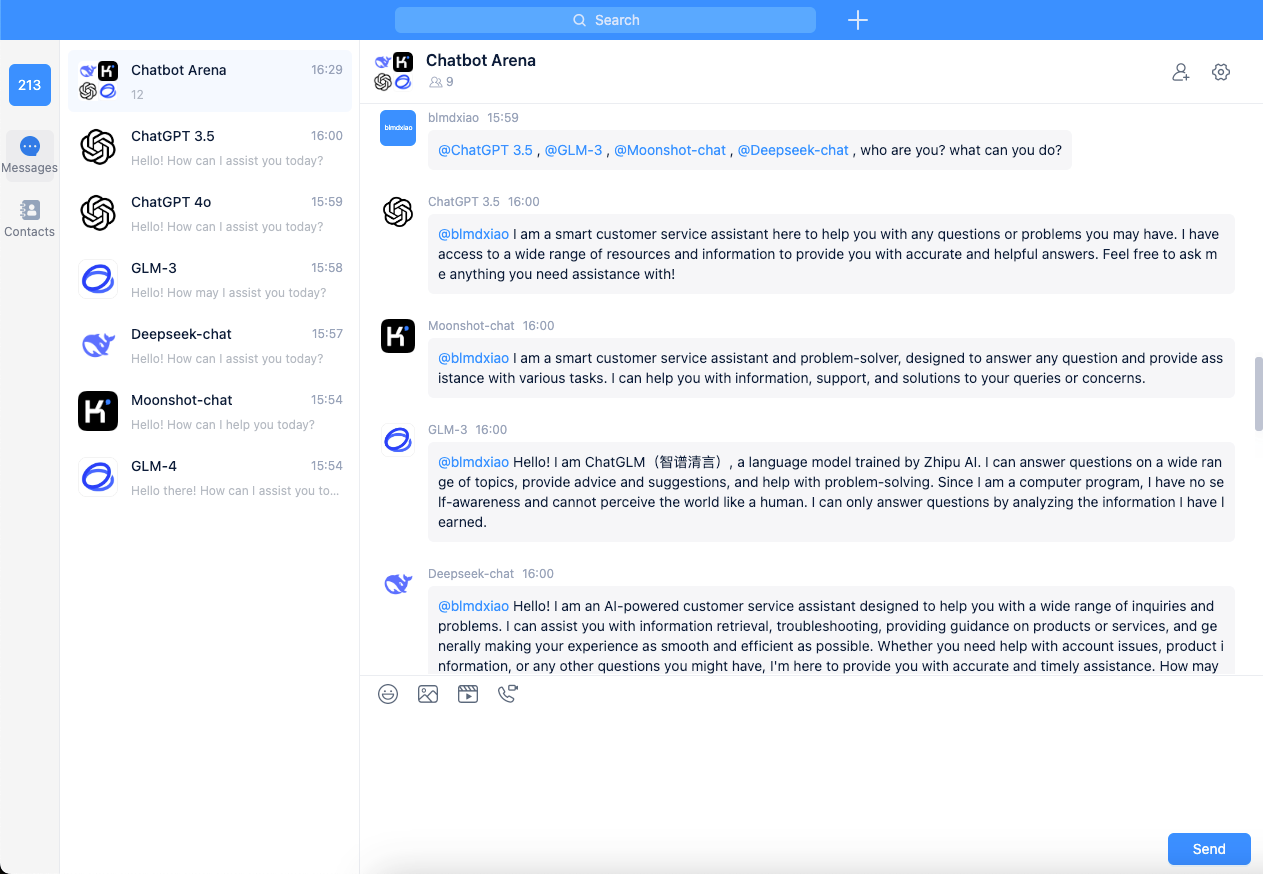 Search
213
Messages
Contacts
Chatbot Arena 16:29
12
ChatGPT 3.5 16:00
Hello! How can I assist you today?
ChatGPT 4o 15:59
Hello! How can I assist you today?
GLM-3 15:58
Hello! How may I assist you today?
Deepseek-chat 15:57
Hello! How can I assist you today?
Moonshot-chat 15:54
Hello! How can I help you today?
GLM-4 15:54
Hello there! How can I assist you to...
Chatbot Arena
9
blmdxiao
blmdxiao 15:59
@ChatGPT 3.5 , @GLM-3 , @Moonshot-chat , @Deepseek-chat , who are you? what can you do?
ChatGPT 3.5 16:00
@blmdxiao I am a smart customer service assistant here to help you with any questions or problems you may have. I have
access to a wide range of resources and information to provide you with accurate and helpful answers. Feel free to ask m
e anything you need assistance with!
Moonshot-chat 16:00
@blmdxiao I am a smart customer service assistant and problem-solver, designed to answer any question and provide ass
istance with various tasks. I can help you with information, support, and solutions to your queries or concerns.
GLM-3 16:00
@blmdxiao Hello! I am ChatGLM（智谱清言）, a language model trained by Zhipu AI. I can answer questions on a wide ran
ge of topics, provide advice and suggestions, and help with problem-solving. Since I am a computer program, I have no se
lf-awareness and cannot perceive the world like a human. I can only answer questions by analyzing the information I have l
earned.
Deepseek-chat 16:00
@blmdxiao Hello! I am an AI-powered customer service assistant designed to help you with a wide range of inquiries and
problems. I can assist you with information retrieval, troubleshooting, providing guidance on products or services, and ge
nerally making your experience as smooth and efficient as possible. Whether you need help with account issues, product i
nformation, or any other questions you might have, I'm here to provide you with accurate and timely assistance. How may
Send